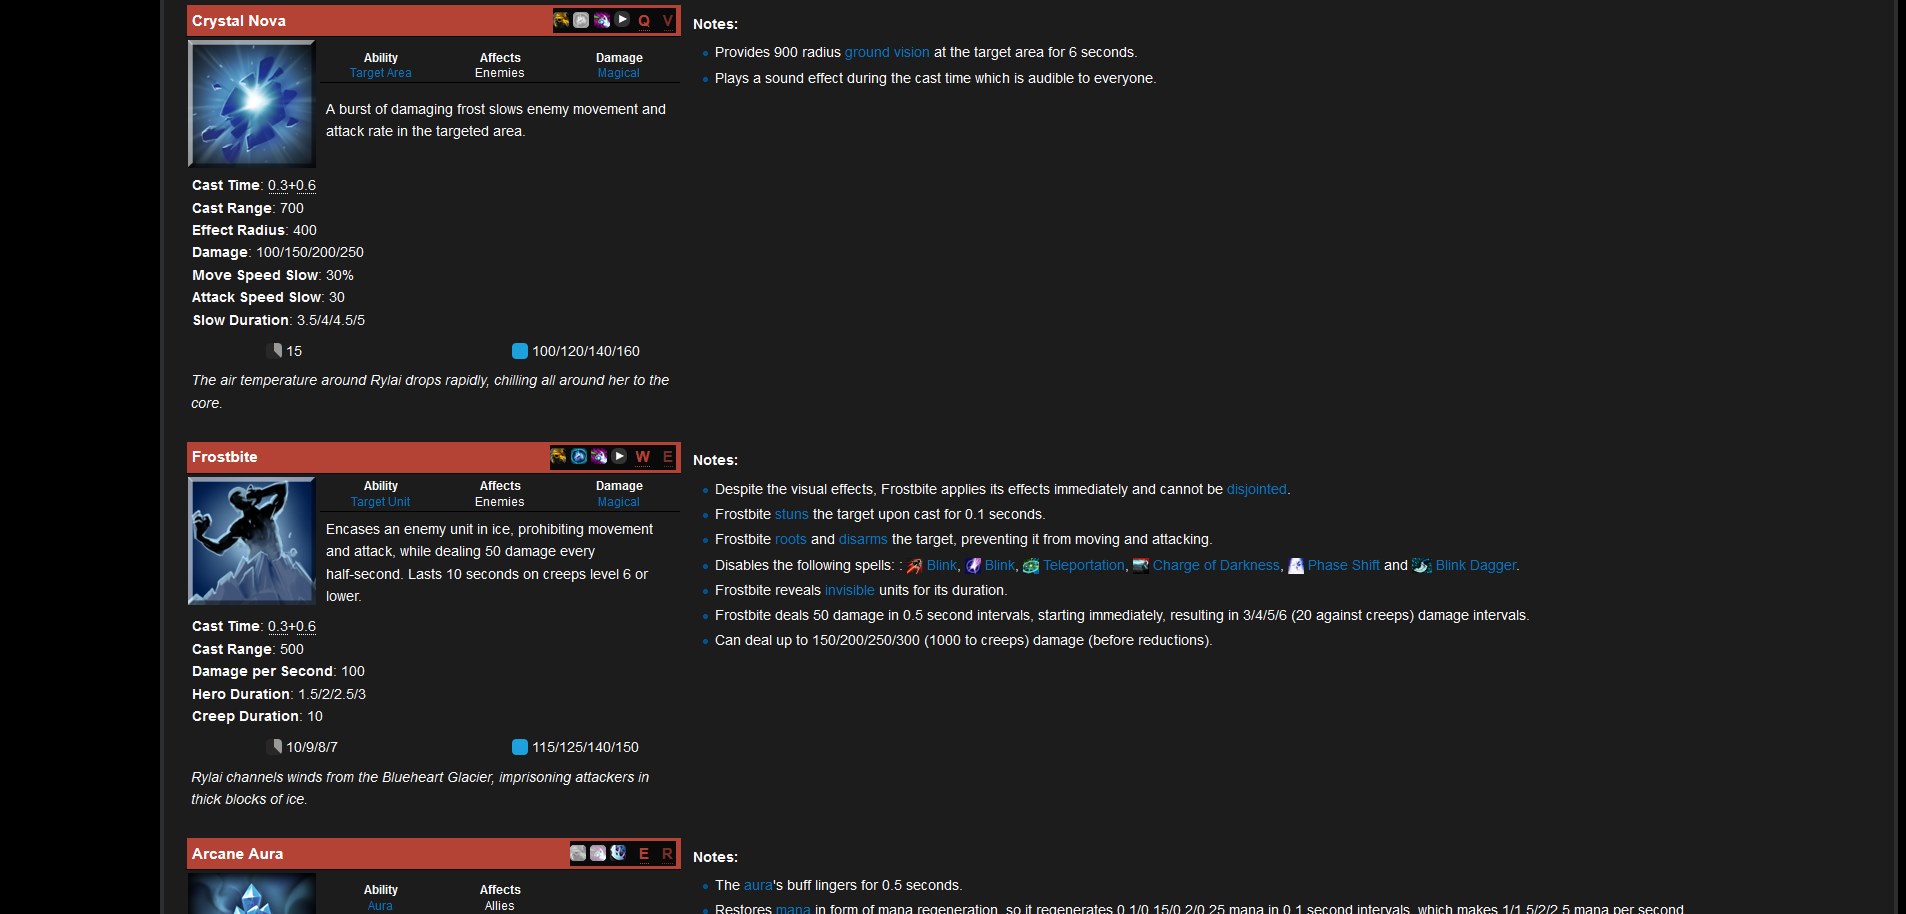 Crystal Nova
Q V
Ability Affects Damage
Target Area Enemies Magical
A burst of damaging frost slows enemy movement and
attack rate in the targeted area.
Cast Time: 0.3+0.6
Cast Range: 700
Effect Radius: 400
Damage: 100/150/200/250
Move Speed Slow: 30%
Attack Speed Slow: 30
Slow Duration: 3.5/4/4.5/5
15 100/120/140/160
The air temperature around Rylai drops rapidly, chilling all around her to the
core.
Notes:
Provides 900 radius ground vision at the target area for 6 seconds.
Plays a sound effect during the cast time which is audible to everyone.
Frostbite
W E
Ability Affects Damage
Target Unit Enemies Magical
Encases an enemy unit in ice, prohibiting movement
and attack, while dealing 50 damage every
half-second. Lasts 10 seconds on creeps level 6 or
lower.
Cast Time: 0.3+0.6
Cast Range: 500
Damage per Second: 100
Hero Duration: 1.5/2/2.5/3
Creep Duration: 10
10/9/8/7 115/125/140/150
Rylai channels winds from the Blueheart Glacier, imprisoning attackers in
thick blocks of ice.
Notes:
Despite the visual effects, Frostbite applies its effects immediately and cannot be disjointed.
Frostbite stuns the target upon cast for 0.1 seconds.
Frostbite roots and disarms the target, preventing it from moving and attacking.
Disables the following spells: : Blink, Blink, Teleportation, Charge of Darkness, Phase Shift and Blink Dagger.
Frostbite reveals invisible units for its duration.
Frostbite deals 50 damage in 0.5 second intervals, starting immediately, resulting in 3/4/5/6 (20 against creeps) damage intervals.
Can deal up to 150/200/250/300 (1000 to creeps) damage (before reductions).
Arcane Aura
E R
Ability Affects
Aura Allies
Notes:
The aura's buff lingers for 0.5 seconds.
Restores mana in form of mana regeneration, so it regenerates 0.1/0.15/0.2/0.25 mana in 0.1 second intervals, which makes 1/1.5/2/2.5 mana per second